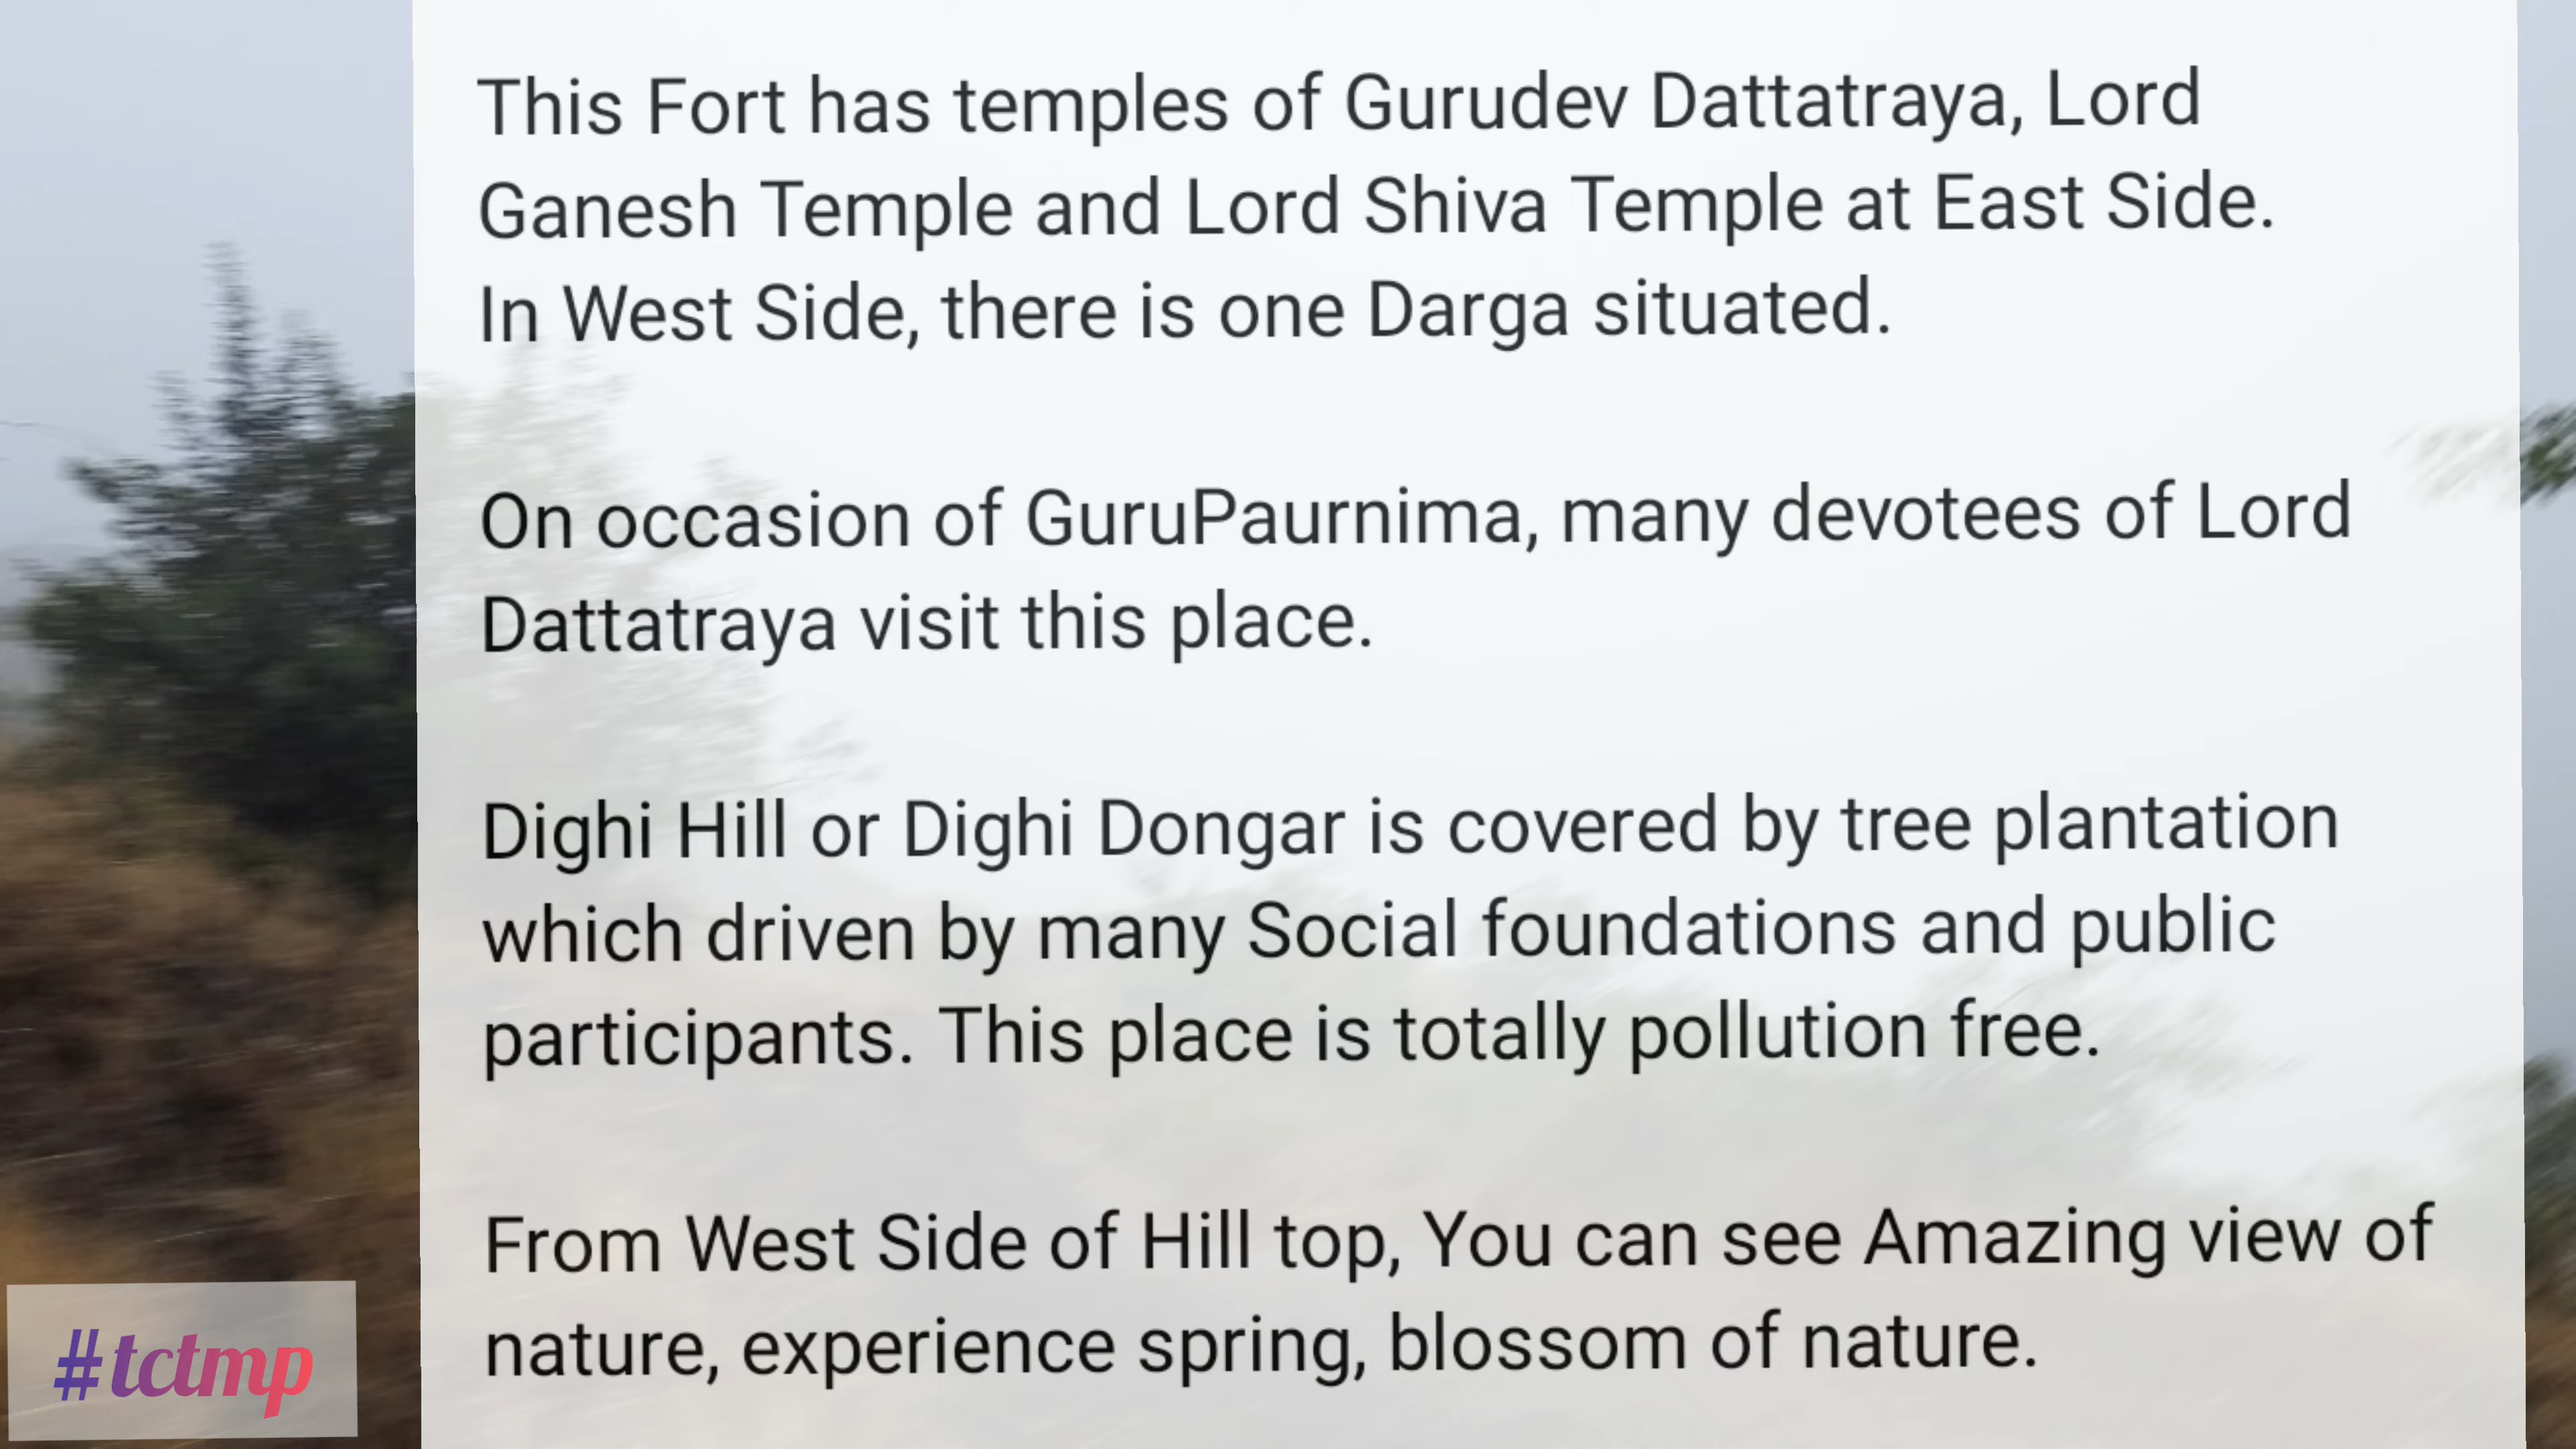 This Fort has temples of Gurudev Dattatraya, Lord
Ganesh Temple and Lord Shiva Temple at East Side.
In West Side, there is one Darga situated.
On occasion of GuruPaurnima, many devotees of Lord
Dattatraya visit this place.
Dighi Hill or Dighi Dongar is covered by tree plantation
which driven by many Social foundations and public
participants. This place is totally pollution free.
From West Side of Hill top, You can see Amazing view of
nature, experience spring, blossom of nature.
#tctmp